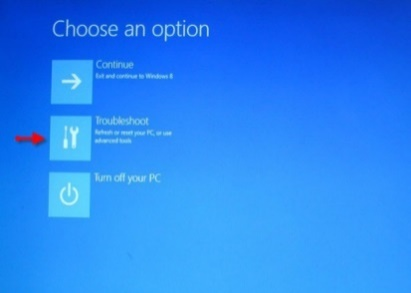 Choose an option
Continue
Exit and continue to Windows 8
Troubleshoot
Refresh or reset your PC, or use
advanced tools
Turn off your PC